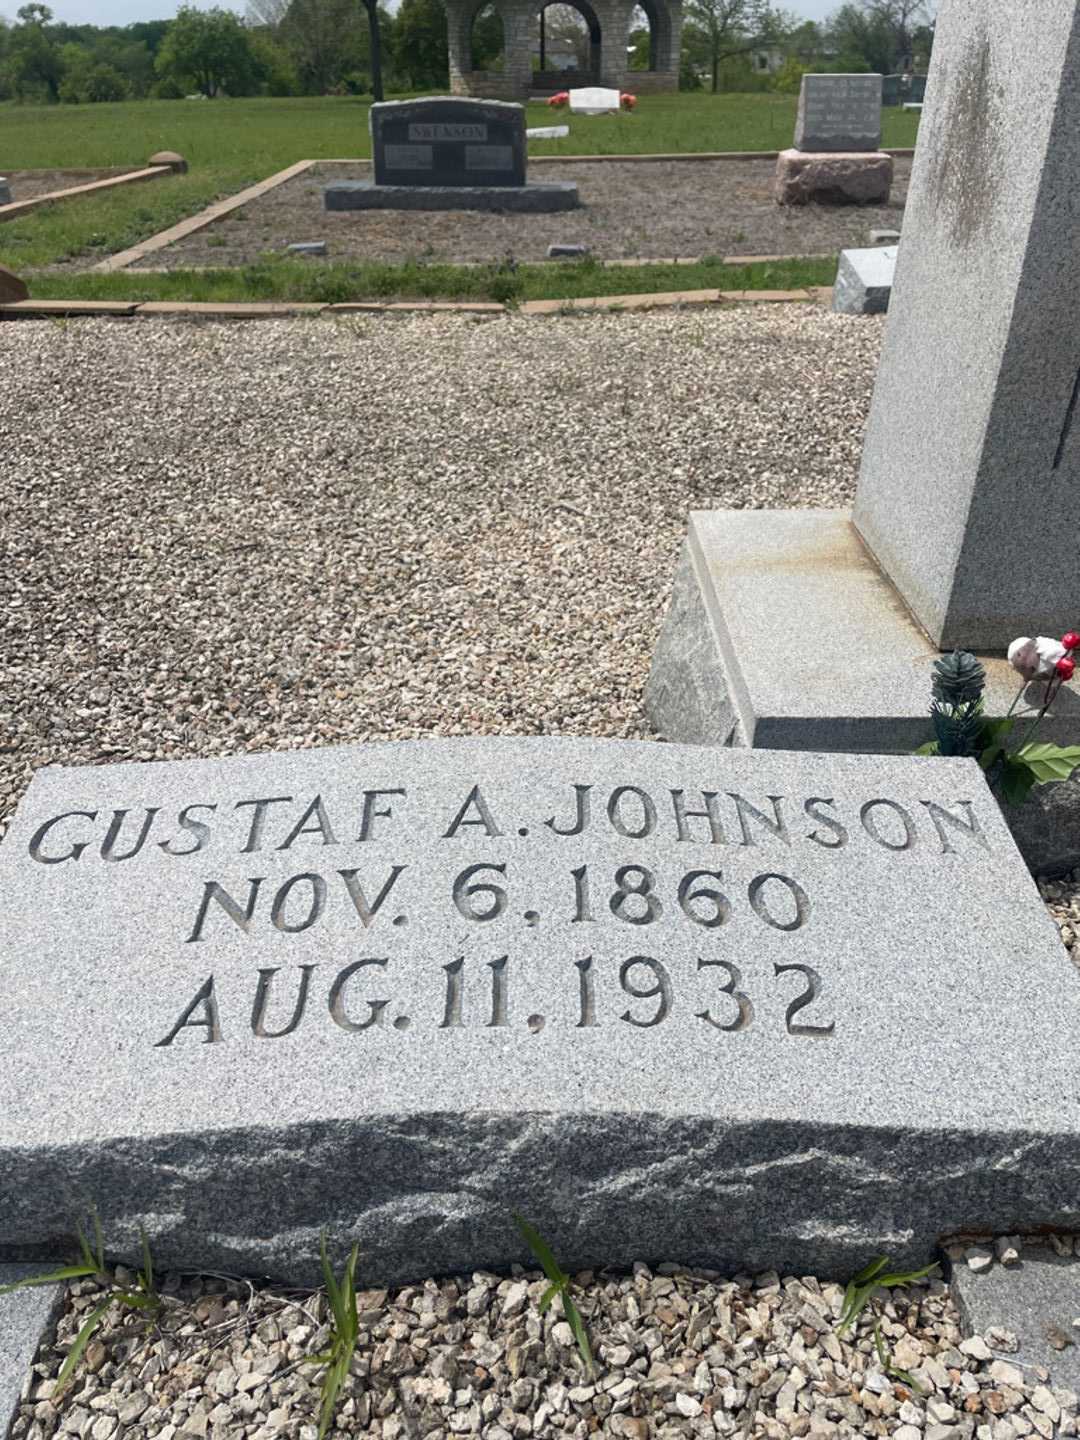 SWENSON
GUSTAF A. JOHNSON
NOV. 6, 1860
AUG. 11, 1932